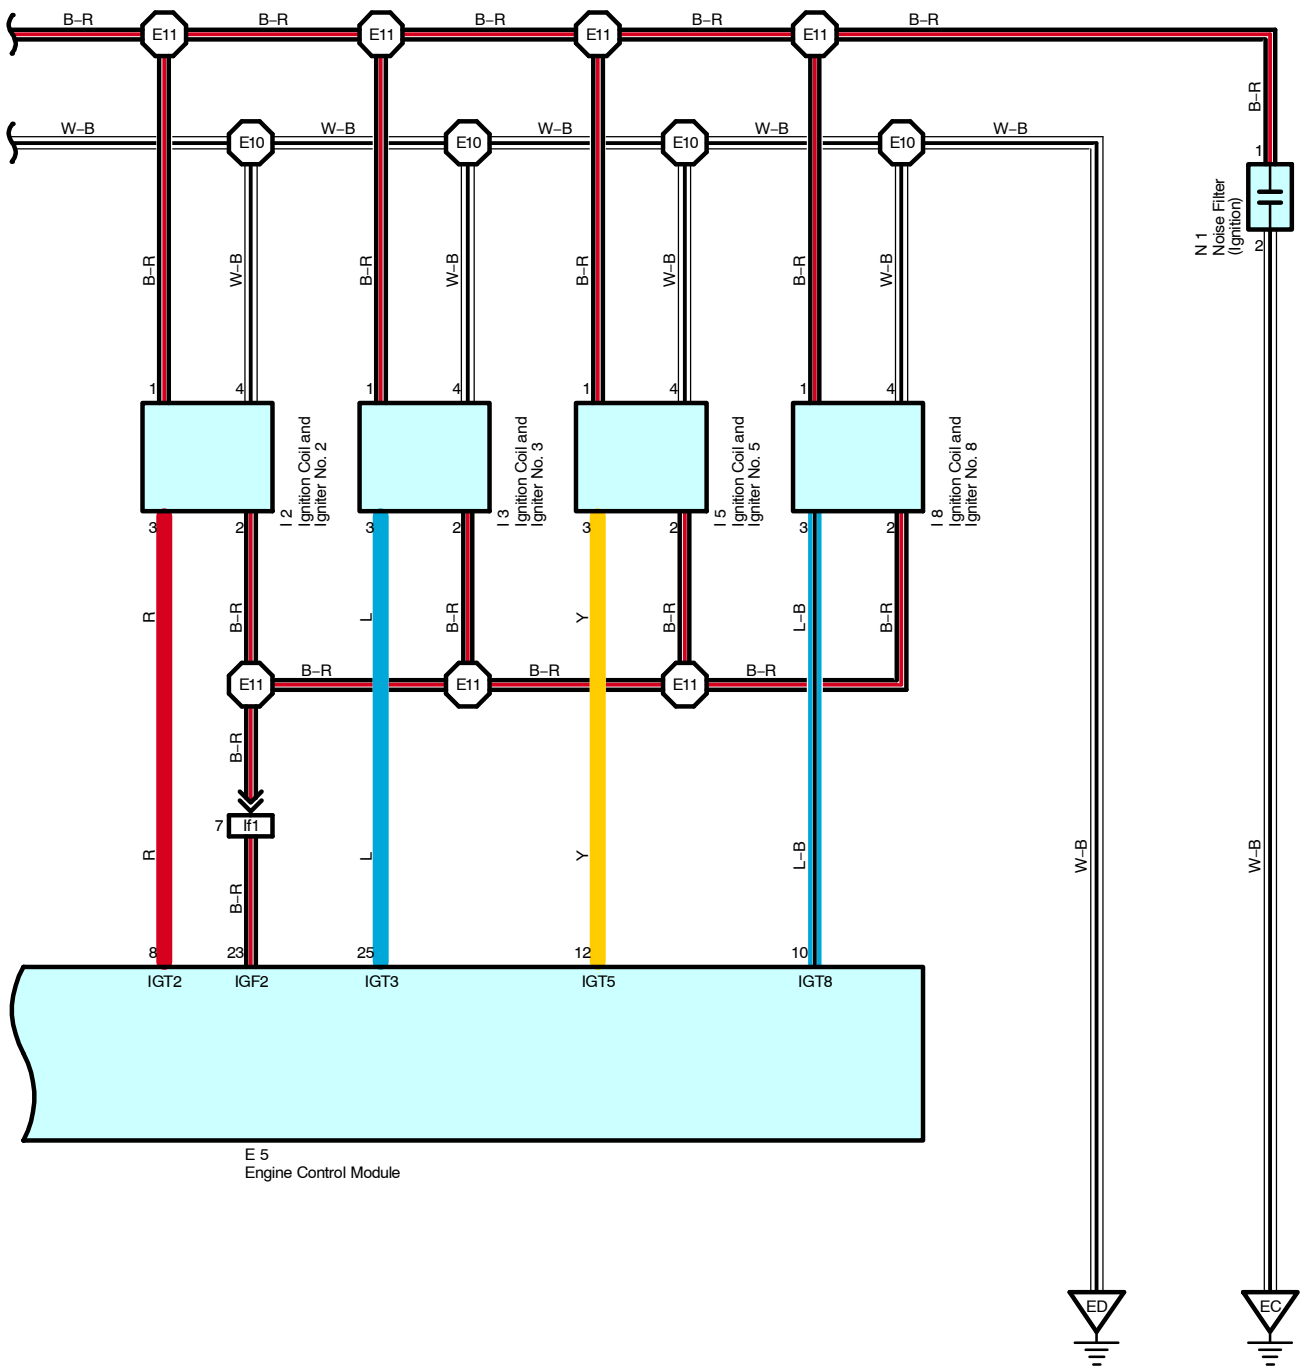 B–R B–R B–R B–R B–R
E11 E11 E11 E11
B–R
W–B W–B W–B W–B W–B
E10 E10 E10 E10
1
N 1
Noise Filter
(Ignition)
2
B–R W–B B–R W–B B–R W–B B–R W–B
1 4 1 4 1 4 1 4
I 2
Ignition Coil and
Igniter No. 2
I 3
Ignition Coil and
Igniter No. 3
I 5
Ignition Coil and
Igniter No. 5
I 8
Ignition Coil and
Igniter No. 8
3 2 3 2 3 2 3 2
R B–R L B–R Y B–R L–B B–R
B–R B–R B–R
E11 E11 E11
B–R
7 If1
R L Y L–B W–B W–B
B–R
8 23 25 12 10
IGT2 IGF2 IGT3 IGT5 IGT8
E 5
Engine Control Module
ED EC